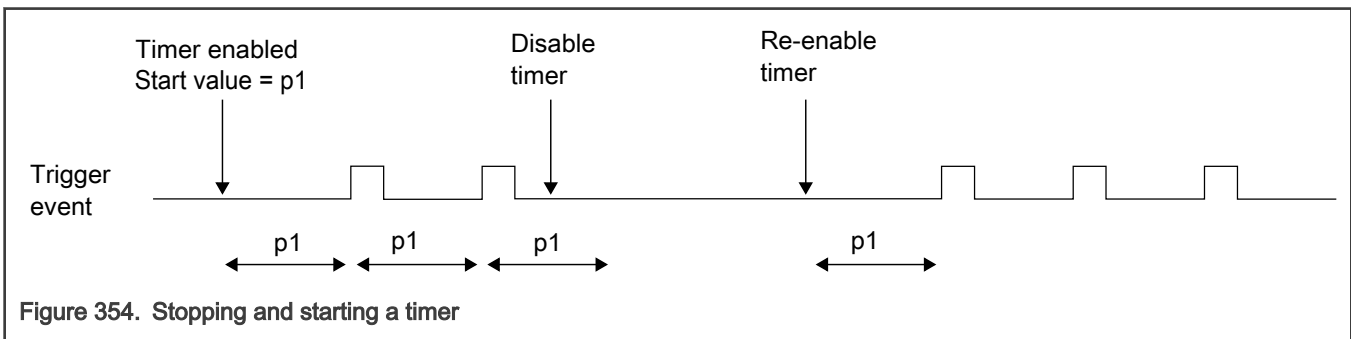 Timer enabled
Start value = p1
Disable
timer
Re-enable
timer
Trigger
event
p1
p1
p1
p1
Figure 354. Stopping and starting a timer